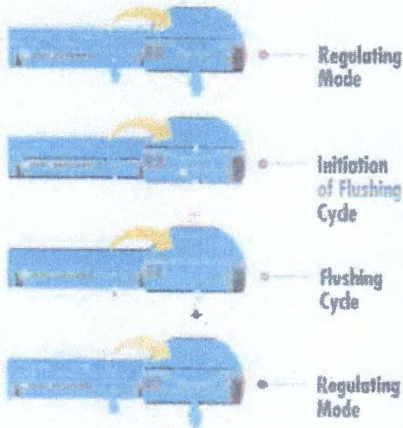 Regulating
Mode
Initiation
of Flushing
Cycle
Flushing
Cycle
Regulating
Mode